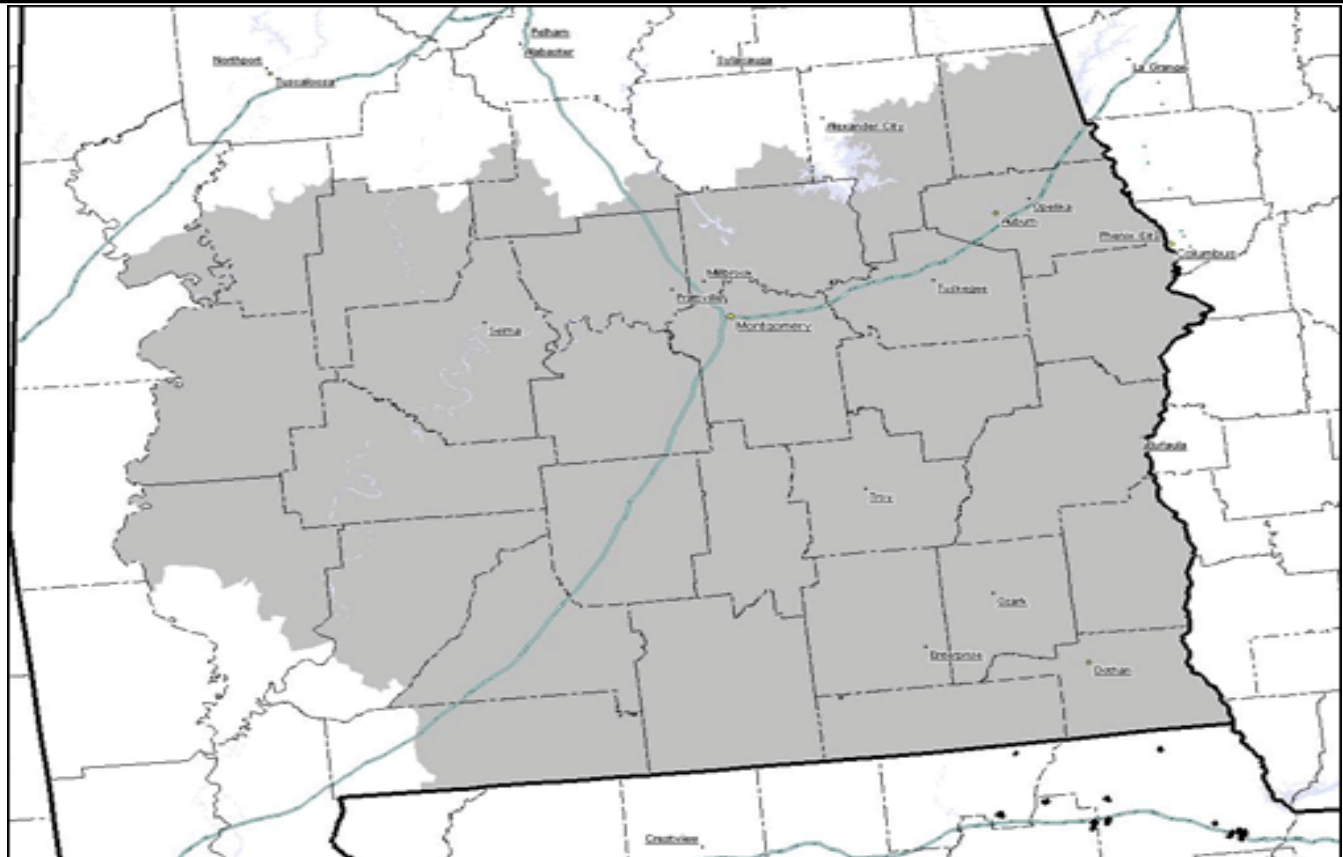 Pelham
Alabaster
Northport
Tuscaloosa
Sylacauga
La Grange
Alexander City
Opelika
Auburn
Phenix City
Columbus
Millbrook
Prattville
Tuskegee
Montgomery
Selma
Eufaula
Troy
Ozark
Enterprise
Dothan
Crestview